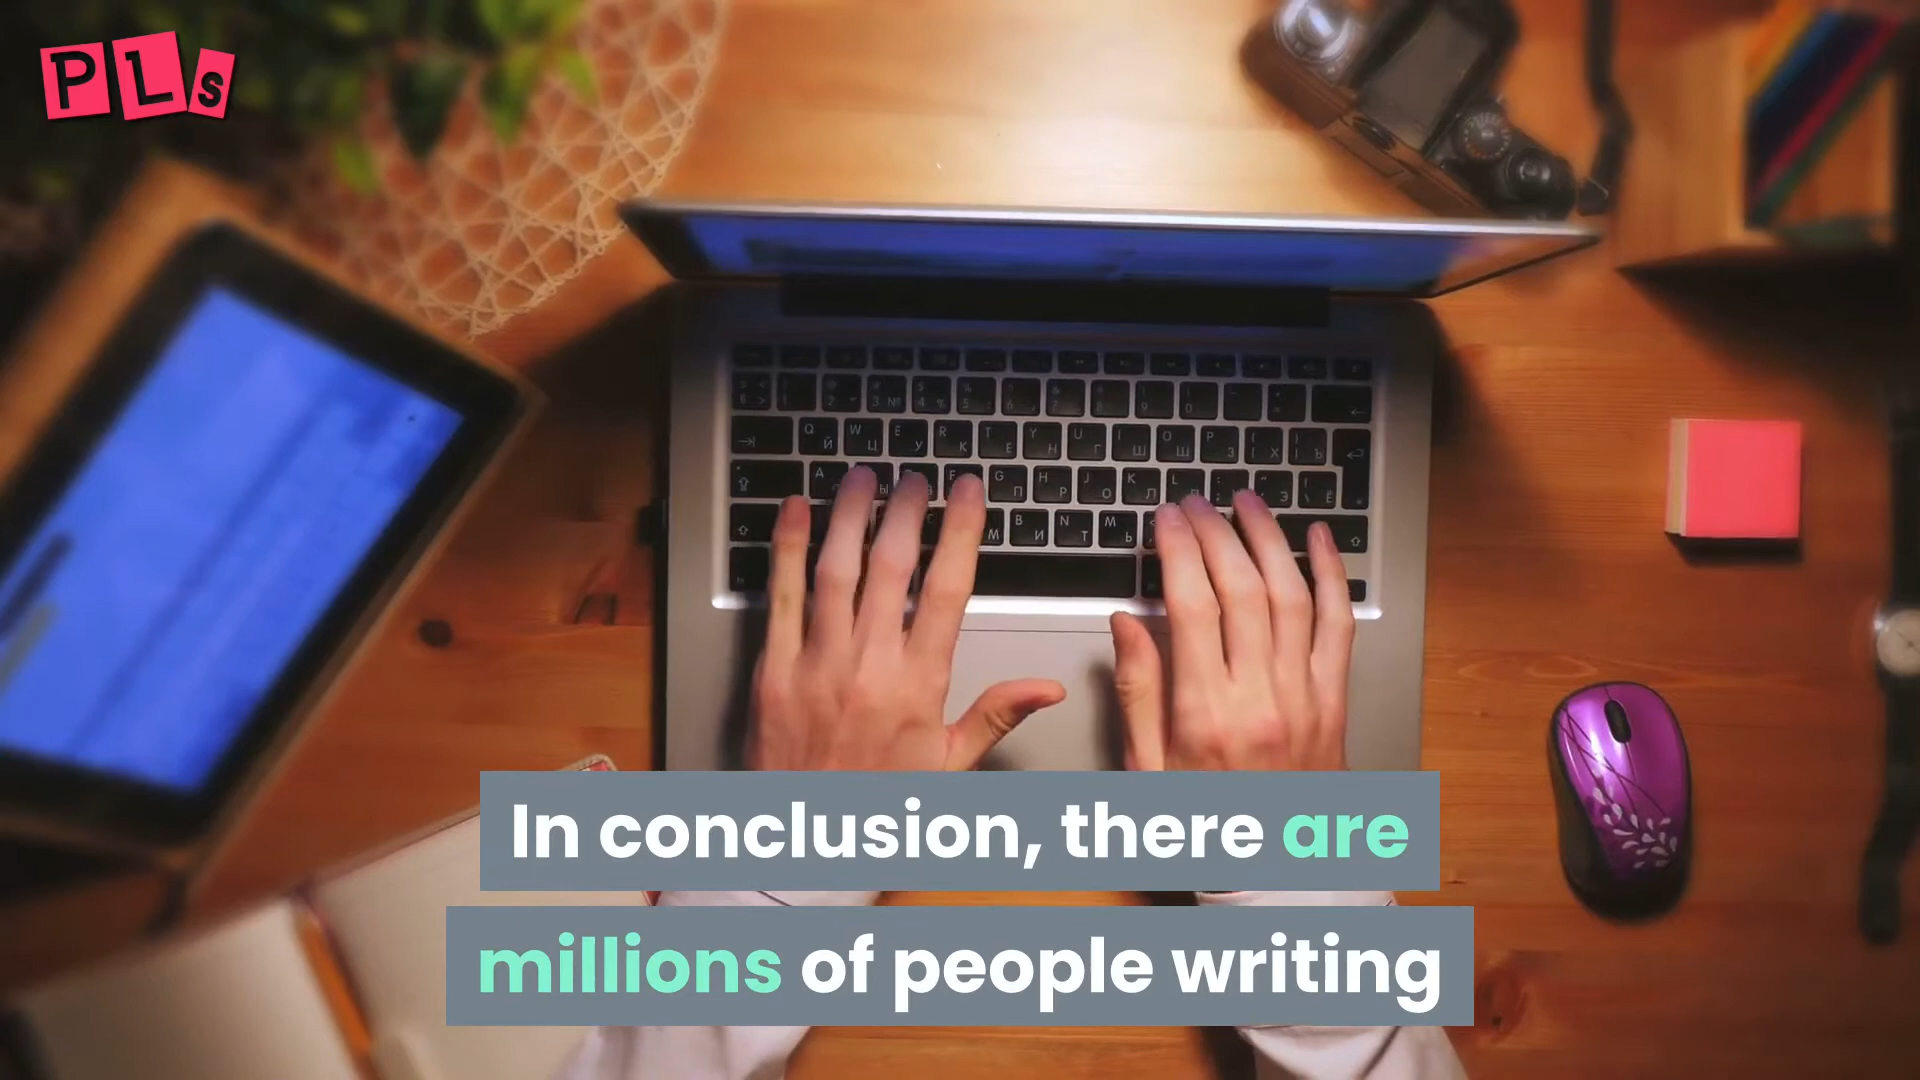 PLs
In conclusion, there are
millions of people writing
Q W E R T Y U I O P
Й Ц У К Е Н Г Ш Щ З Х Ъ
A G H J K L
П Р О Л Э Ё
B N M
М И Т Ь